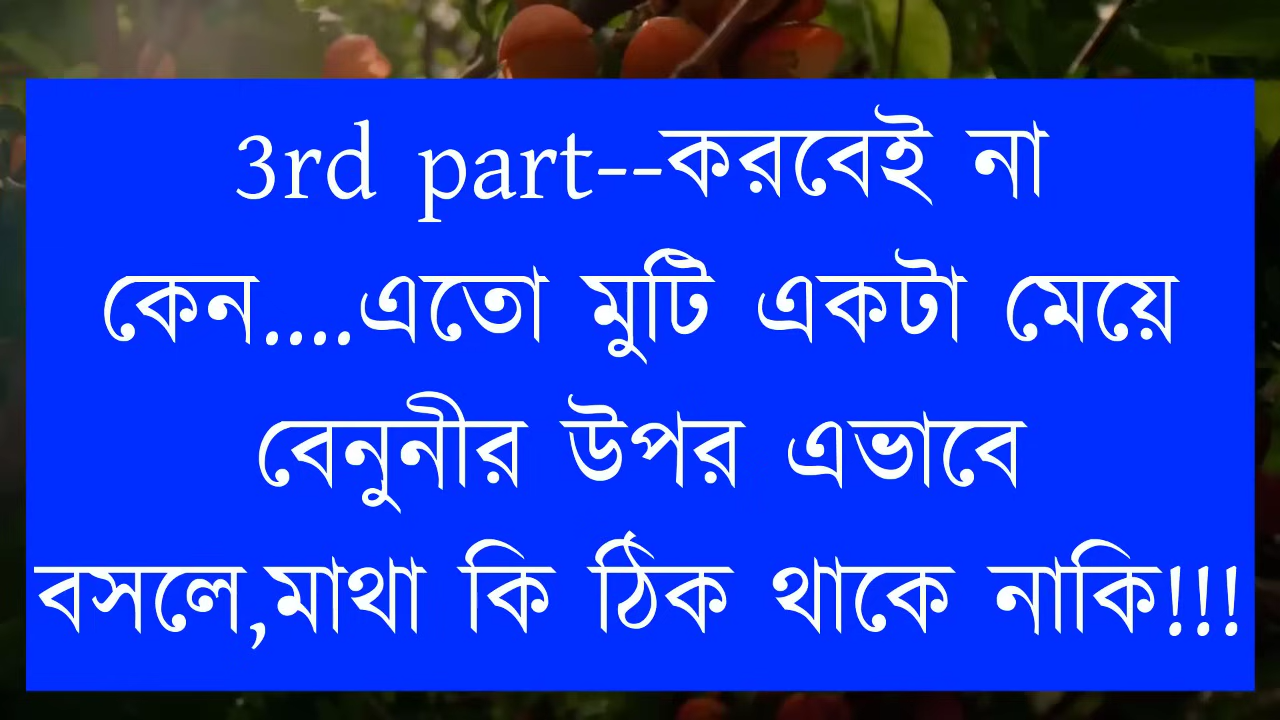 3rd part--করবেই না
কেন....এতো মুটি একটা মেয়ে
বেনুনীর উপর এভাবে
বসলে,মাথা কি ঠিক থাকে নাকি!!!